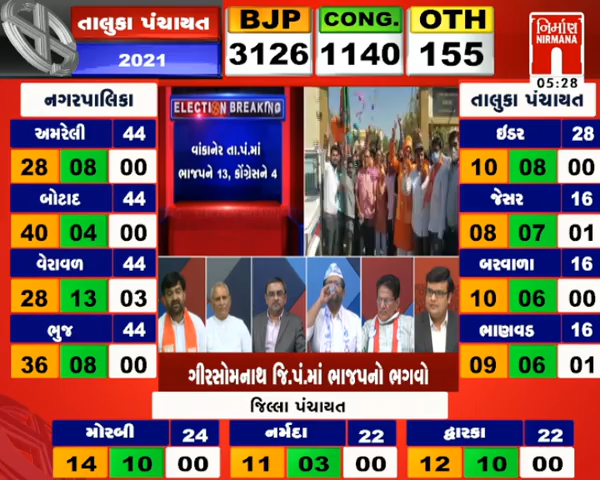 તાલુકા પંચાયત
2021
BJP
3126
CONG.
1140
OTH
155
નિર્માણ
NIRMANA
05:28
નગરપાલિકા
અમરેલી 44
28 08 00
બોટાદ 44
40 04 00
વેરાવળ 44
28 13 03
ભુજ 44
36 08 00
ELECTION BREAKING
વાંકાનેર તા.પં.માં
ભાજપને 13, કોંગ્રેસને 4
તાલુકા પંચાયત
ઇડર 28
10 08 00
જેસર 16
08 07 01
બરવાળા 16
10 06 00
ભાણવડ 16
09 06 01
ગીરસોમનાથ જિ.પં.માં ભાજપનો ભગવો
જિલ્લા પંચાયત
મોરબી 24
14 10 00
નર્મદા 22
11 03 00
દ્વારકા 22
12 10 00